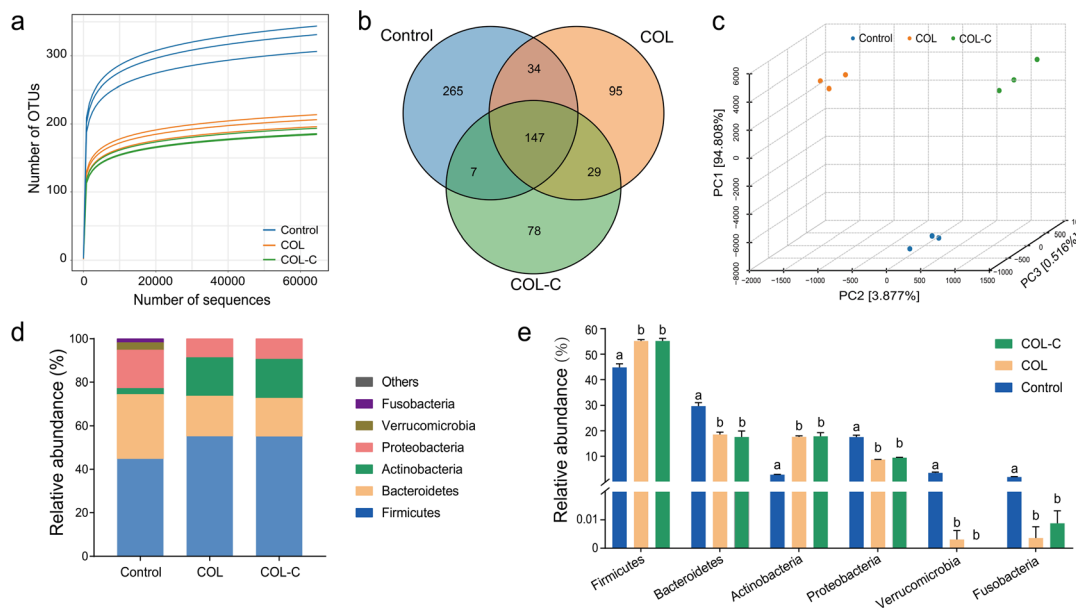 a
Number of OTUs
300
200
100
0
0
20000
40000
60000
Number of sequences
Control
COL
COL-C
b
Control
COL
COL-C
34
265
95
147
7
29
78
c
Control
COL
COL-C
PC1 [94.808%]
6000
4000
2000
0
−2000
−4000
−6000
−8000
−2000
−1500
−1000
−500
0
500
1000
1500
PC2 [3.877%]
−1000
−500
0
500
PC3 [0.516%]
d
Relative abundance (%)
100
80
60
40
20
0
Control
COL
COL-C
Others
Fusobacteria
Verrucomicrobia
Proteobacteria
Actinobacteria
Bacteroidetes
Firmicutes
e
Relative abundance (%)
60
50
40
30
20
10
0.01
0
a b b
a b b
a b b
a b b
a b b
a b b
COL-C
COL
Control
Firmicutes
Bacteroidetes
Actinobacteria
Proteobacteria
Verrucomicrobia
Fusobacteria